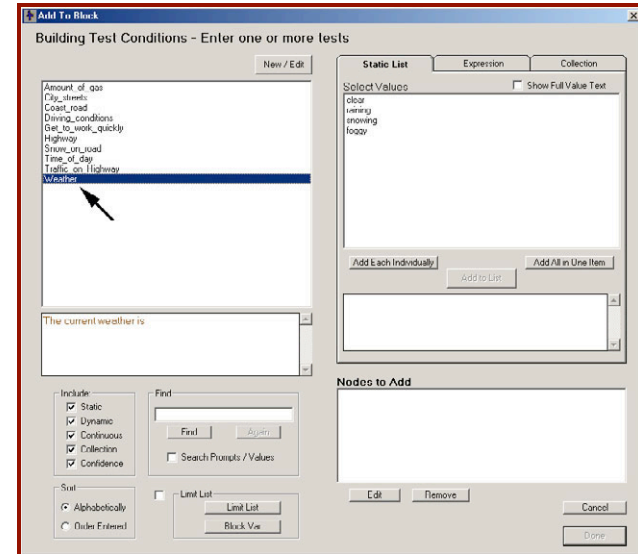 Add To Block
Building Test Conditions - Enter one or more tests
New / Edit
Amount_of_gas
City_streets
Coast_road
Driving_conditions
Get_to_work_quickly
Highway
Snow_on_road
Time_of_day
Traffic_on_Highway
Weather
The current weather is
Include:
Static
Dynamic
Continuous
Collection
Confidence
Find
Find
Again
Search Prompts / Values
Sort
Alphabetically
Order Entered
Limit List
Limit List
Block Var
Static List
Expression
Collection
Select Values
Show Full Value Text
clear
raining
snowing
foggy
Add Each Individually
Add to List
Add All in One Item
Nodes to Add
Edit
Remove
Cancel
Done